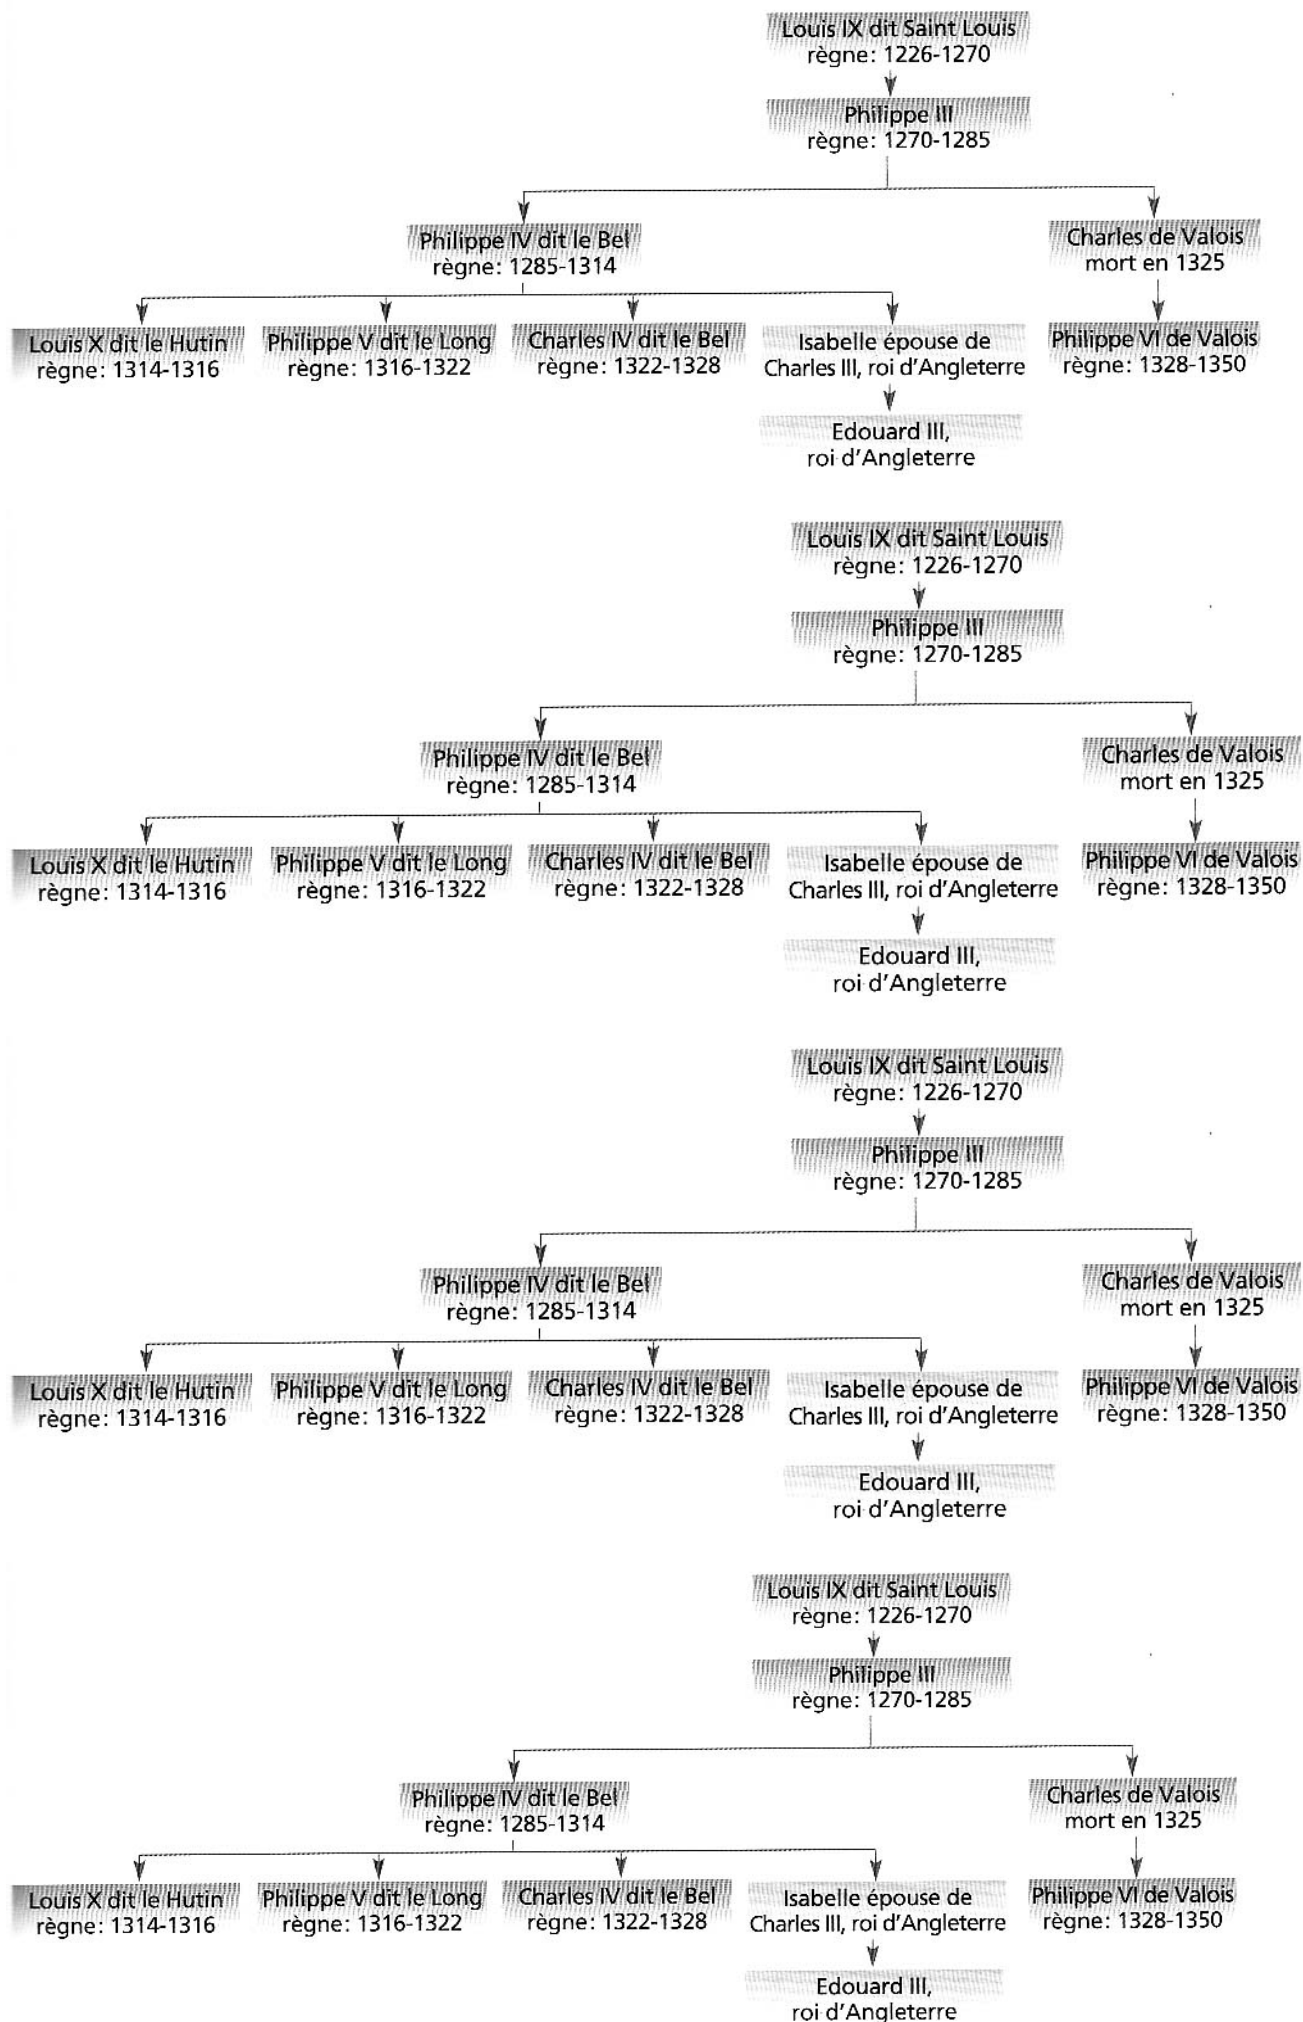 Louis IX dit Saint Louis
règne: 1226-1270
Philippe III
règne: 1270-1285
Philippe IV dit le Bel
règne: 1285-1314
Charles de Valois
mort en 1325
Louis X dit le Hutin
règne: 1314-1316
Philippe V dit le Long
règne: 1316-1322
Charles IV dit le Bel
règne: 1322-1328
Isabelle épouse de
Charles III, roi d'Angleterre
Philippe VI de Valois
règne: 1328-1350
Edouard III,
roi d'Angleterre
Louis IX dit Saint Louis
règne: 1226-1270
Philippe III
règne: 1270-1285
Philippe IV dit le Bel
règne: 1285-1314
Charles de Valois
mort en 1325
Louis X dit le Hutin
règne: 1314-1316
Philippe V dit le Long
règne: 1316-1322
Charles IV dit le Bel
règne: 1322-1328
Isabelle épouse de
Charles III, roi d'Angleterre
Philippe VI de Valois
règne: 1328-1350
Edouard III,
roi d'Angleterre
Louis IX dit Saint Louis
règne: 1226-1270
Philippe III
règne: 1270-1285
Philippe IV dit le Bel
règne: 1285-1314
Charles de Valois
mort en 1325
Louis X dit le Hutin
règne: 1314-1316
Philippe V dit le Long
règne: 1316-1322
Charles IV dit le Bel
règne: 1322-1328
Isabelle épouse de
Charles III, roi d'Angleterre
Philippe VI de Valois
règne: 1328-1350
Edouard III,
roi d'Angleterre
Louis IX dit Saint Louis
règne: 1226-1270
Philippe III
règne: 1270-1285
Philippe IV dit le Bel
règne: 1285-1314
Charles de Valois
mort en 1325
Louis X dit le Hutin
règne: 1314-1316
Philippe V dit le Long
règne: 1316-1322
Charles IV dit le Bel
règne: 1322-1328
Isabelle épouse de
Charles III, roi d'Angleterre
Philippe VI de Valois
règne: 1328-1350
Edouard III,
roi d'Angleterre